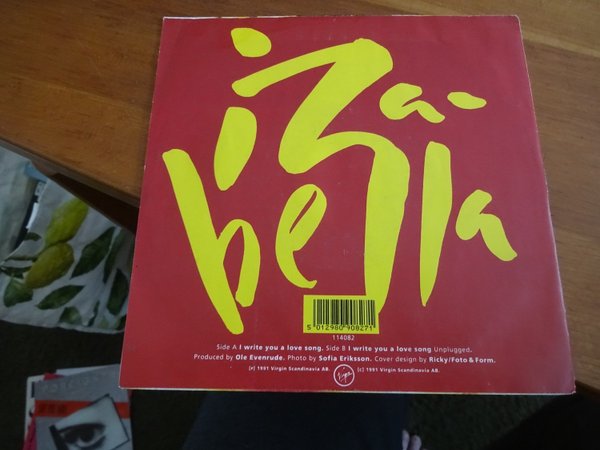 iza-
bella
5 012980 908271
114082
Side A I write you a love song. Side B I write you a love song Unplugged.
Produced by Ole Evenrude. Photo by Sofia Eriksson. Cover design by Ricky/Foto & Form.
(p) 1991 Virgin Scandinavia AB. Virgin (c) 1991 Virgin Scandinavia AB.